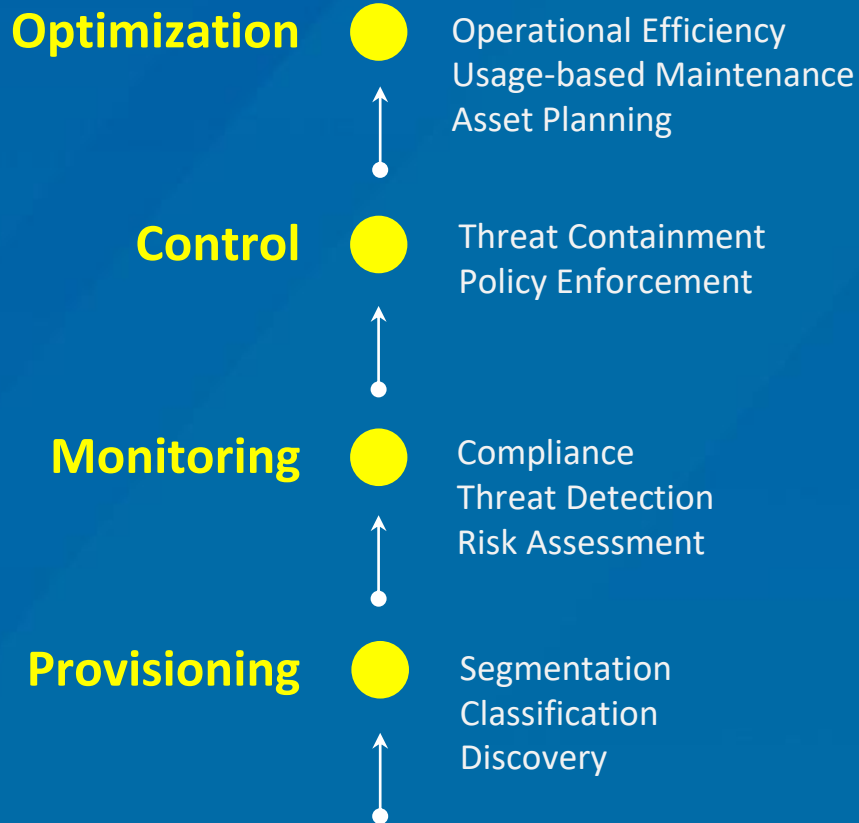 Optimization
Operational Efficiency
Usage-based Maintenance
Asset Planning
Control
Threat Containment
Policy Enforcement
Monitoring
Compliance
Threat Detection
Risk Assessment
Provisioning
Segmentation
Classification
Discovery